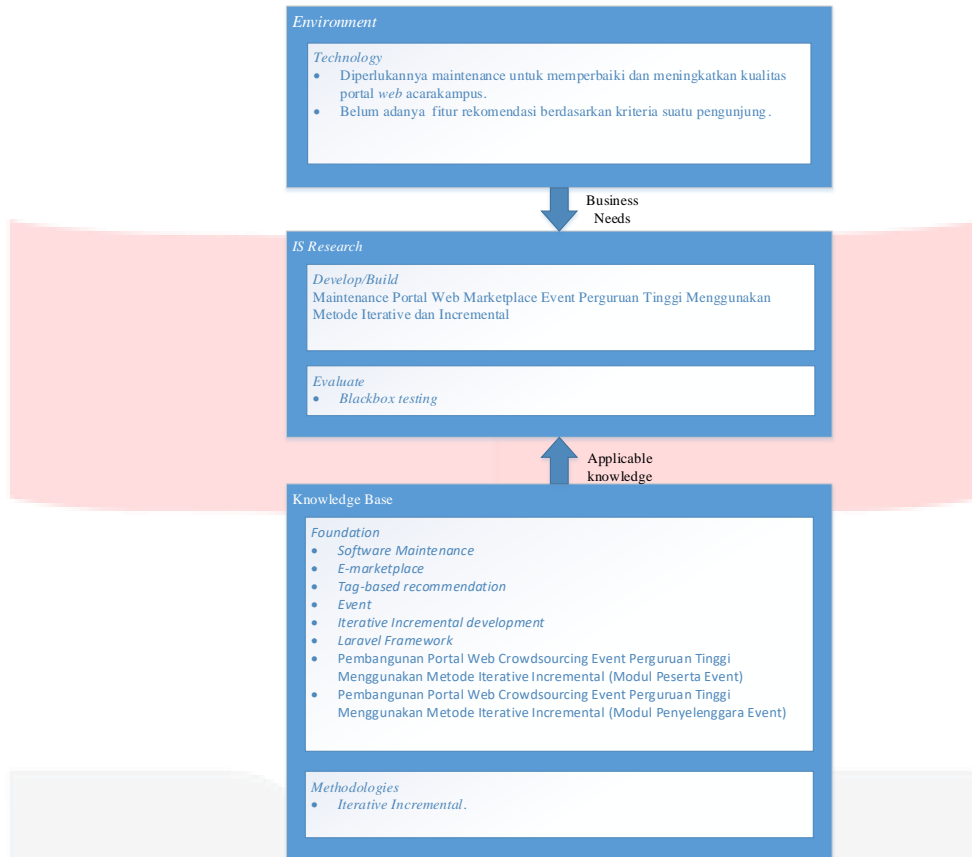 Environment
Technology
• Diperlukannya maintenance untuk memperbaiki dan meningkatkan kualitas
portal web acarakampus.
• Belum adanya fitur rekomendasi berdasarkan kriteria suatu pengunjung.
Business
Needs
IS Research
Develop/Build
Maintenance Portal Web Marketplace Event Perguruan Tinggi Menggunakan
Metode Iterative dan Incremental
Evaluate
• Blackbox testing
Applicable
knowledge
Knowledge Base
Foundation
• Software Maintenance
• E-marketplace
• Tag-based recommendation
• Event
• Iterative Incremental development
• Laravel Framework
• Pembangunan Portal Web Crowdsourcing Event Perguruan Tinggi
Menggunakan Metode Iterative Incremental (Modul Peserta Event)
• Pembangunan Portal Web Crowdsourcing Event Perguruan Tinggi
Menggunakan Metode Iterative Incremental (Modul Penyelenggara Event)
Methodologies
• Iterative Incremental.